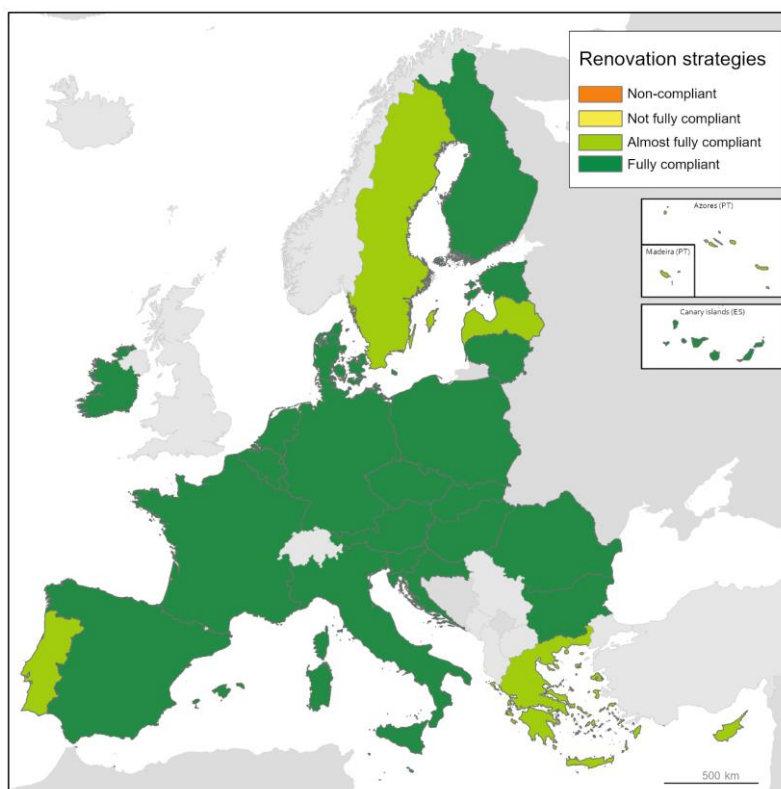 Renovation strategies
Non-compliant
Not fully compliant
Almost fully compliant
Fully compliant
Azores (PT)
Madeira (PT)
Canary Islands (ES)
500 km